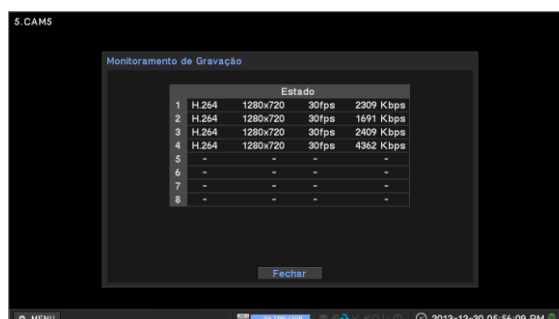 5.CAM5
Monitoramento de Gravação
Estado
1 H.264 1280x720 30fps 2309 Kbps
2 H.264 1280x720 30fps 1691 Kbps
3 H.264 1280x720 30fps 2409 Kbps
4 H.264 1280x720 30fps 4362 Kbps
5 - - - -
6 - - - -
7 - - - -
8 - - - -
Fechar
MENU
2013-12-30 05:56:09 PM